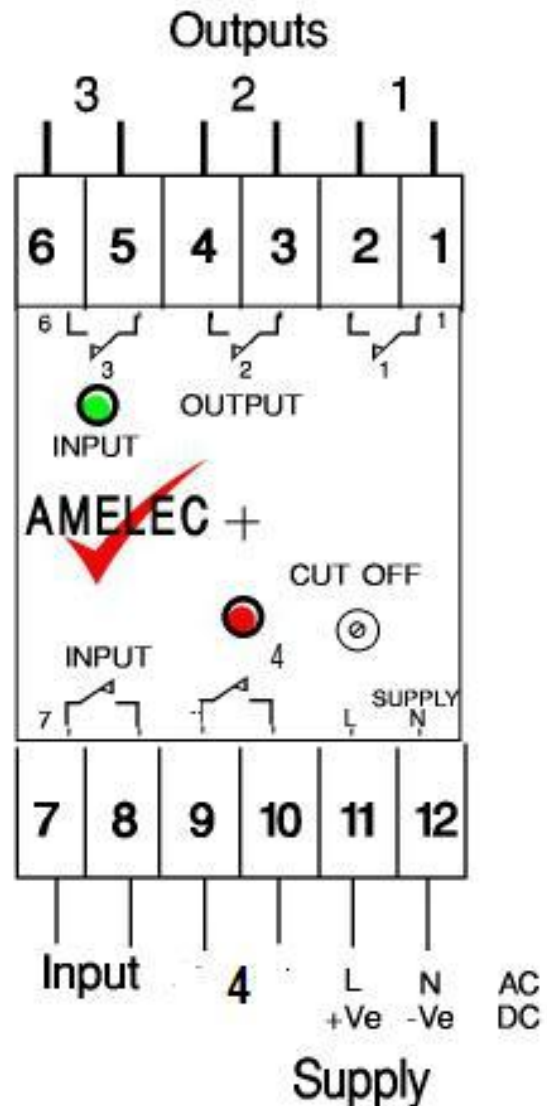 Outputs
3 2 1
6 5 4 3 2 1
6 1
3 2 1
OUTPUT
INPUT
AMELEC +
CUT OFF
INPUT 4
SUPPLY
7 L N
7 8 9 10 11 12
Input 4 L N AC
+Ve -Ve DC
Supply